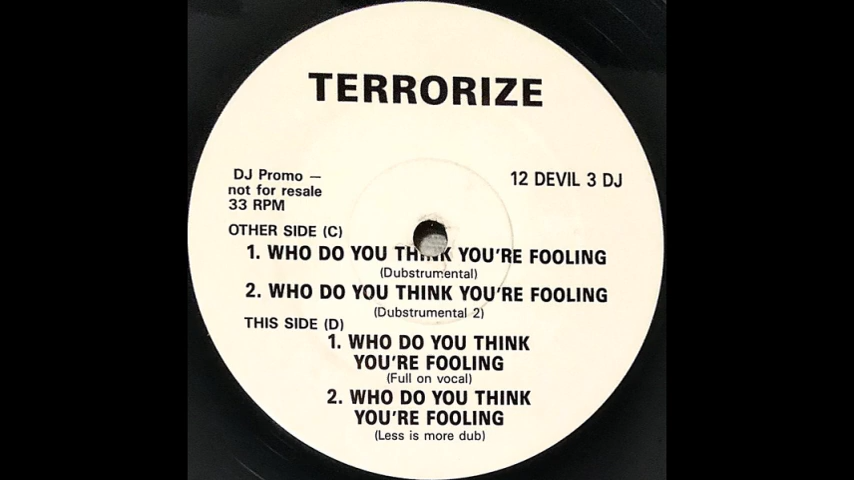 TERRORIZE
DJ Promo —
not for resale
33 RPM
12 DEVIL 3 DJ
OTHER SIDE (C)
1. WHO DO YOU THINK YOU'RE FOOLING
(Dubstrumental)
2. WHO DO YOU THINK YOU'RE FOOLING
(Dubstrumental 2)
THIS SIDE (D)
1. WHO DO YOU THINK
YOU'RE FOOLING
(Full on vocal)
2. WHO DO YOU THINK
YOU'RE FOOLING
(Less is more dub)